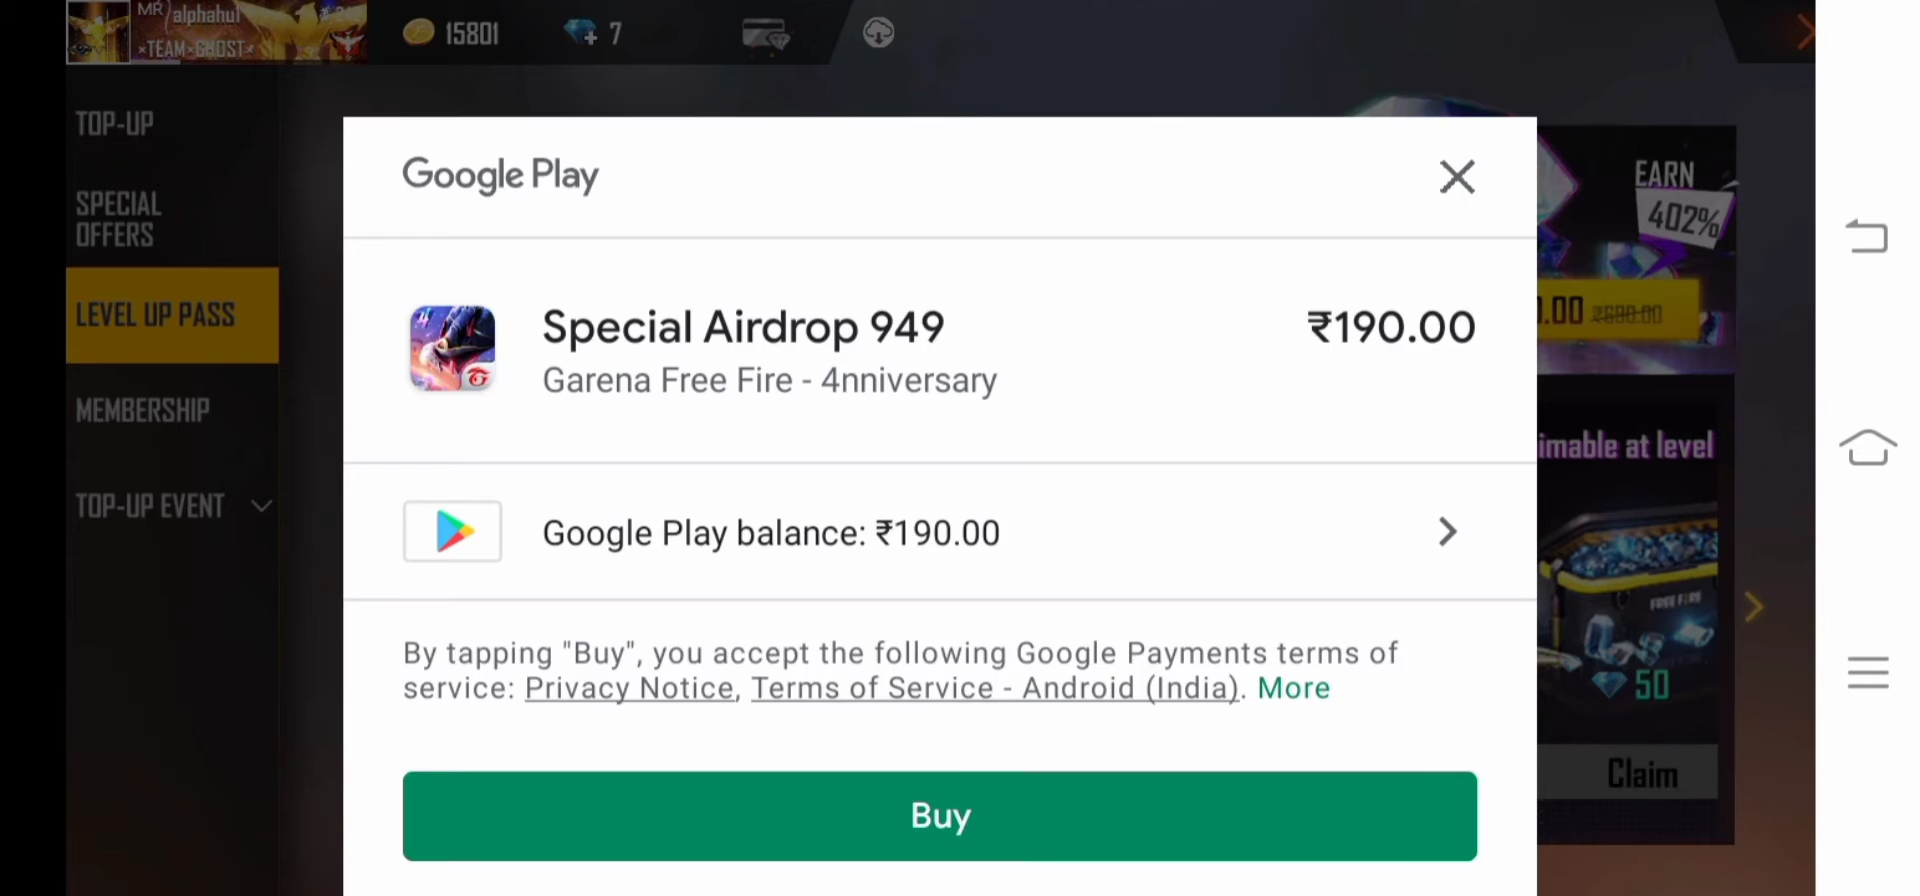 MR alphahul
×TEAM×GHOST×
15801
7
TOP-UP
SPECIAL
OFFERS
LEVEL UP PASS
MEMBERSHIP
TOP-UP EVENT
Google Play
Special Airdrop 949
₹190.00
Garena Free Fire - 4nniversary
Google Play balance: ₹190.00
By tapping "Buy", you accept the following Google Payments terms of
service: Privacy Notice, Terms of Service - Android (India). More
Buy
EARN
402%
.00
imable at level
FREE FIRE
50
Claim